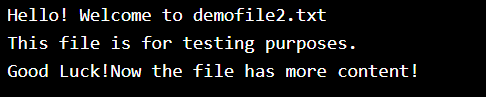 Hello! Welcome to demofile2.txt
This file is for testing purposes.
Good Luck!Now the file has more content!